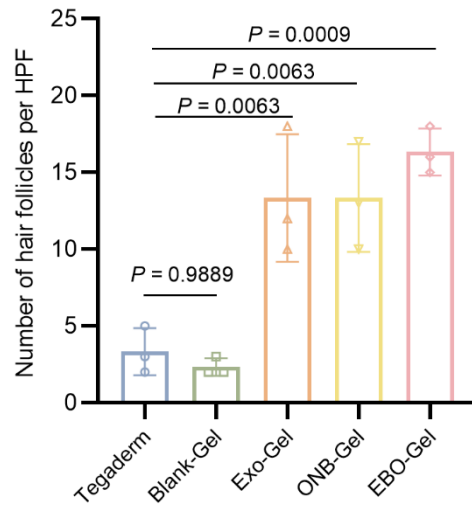 Number of hair follicles per HPF
25
20
15
10
5
0
P = 0.0009
P = 0.0063
P = 0.0063
P = 0.9889
Tegaderm
Blank-Gel
Exo-Gel
ONB-Gel
EBO-Gel